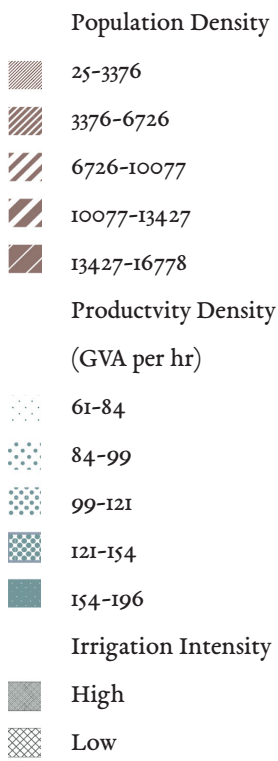 Population Density
25-3376
3376-6726
6726-10077
10077-13427
13427-16778
Productvity Density
(GVA per hr)
61-84
84-99
99-121
121-154
154-196
Irrigation Intensity
High
Low